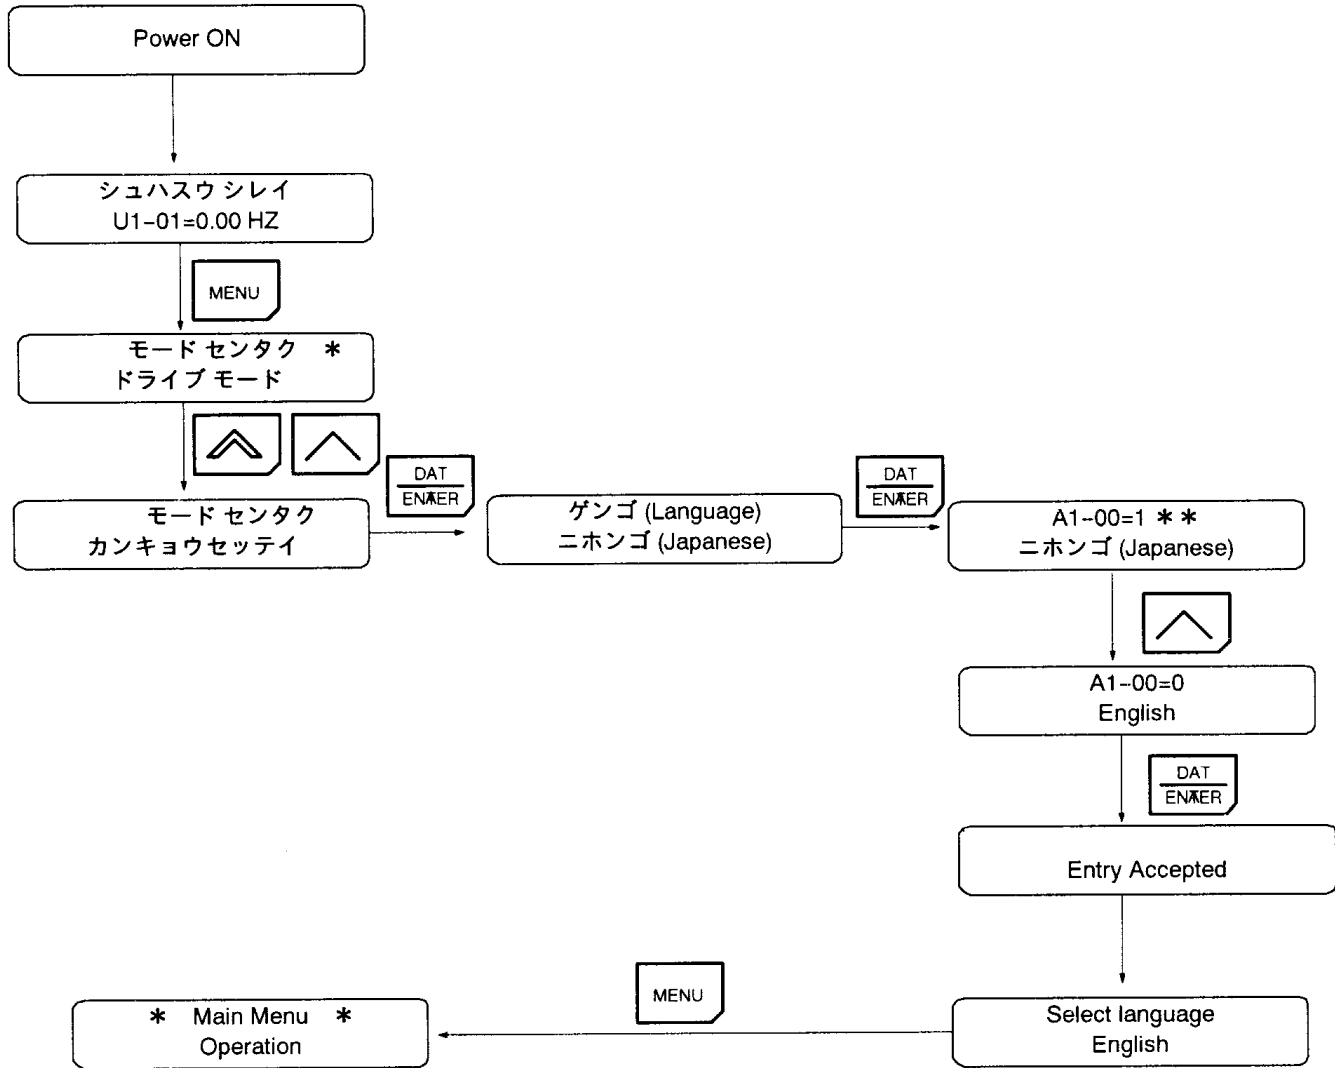 Power ON
シュハスウ シレイ
U1-01=0.00 HZ
MENU
モード センタク *
ドライブ モード
モード センタク
カンキョウセッテイ
DAT
ゲンゴ (Language)
ニホンゴ (Japanese)
DAT
A1-00=1 * *
ニホンゴ (Japanese)
A1-00=0
English
DAT
Entry Accepted
Select language
English
MENU
* Main Menu *
Operation